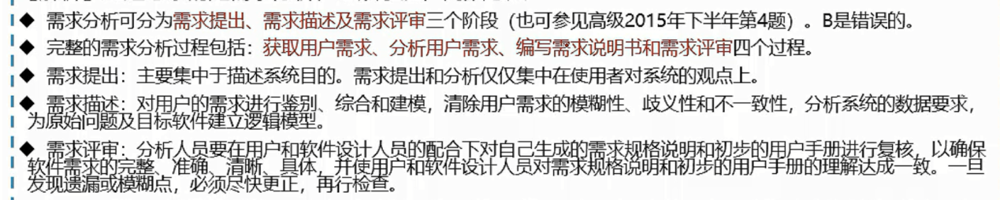 ◆ 需求分析可分为需求提出、需求描述及需求评审三个阶段（也可参见高级2015年下半年第4题）。B是错误的。
◆ 完整的需求分析过程包括：获取用户需求、分析用户需求、编写需求说明书和需求评审四个过程。
◆ 需求提出：主要集中于描述系统目的。需求提出和分析仅仅集中在使用者对系统的观点上。
◆ 需求描述：对用户的需求进行鉴别、综合和建模，清除用户需求的模糊性、歧义性和不一致性，分析系统的数据要求，
为原始问题及目标软件建立逻辑模型。
◆ 需求评审：分析人员要在用户和软件设计人员的配合下对自己生成的需求规格说明和初步的用户手册进行复核，以确保
软件需求的完整、准确、清晰、具体，并使用户和软件设计人员对需求规格说明和初步的用户手册的理解达成一致。一旦
发现遗漏或模糊点，必须尽快更正，再行检查。